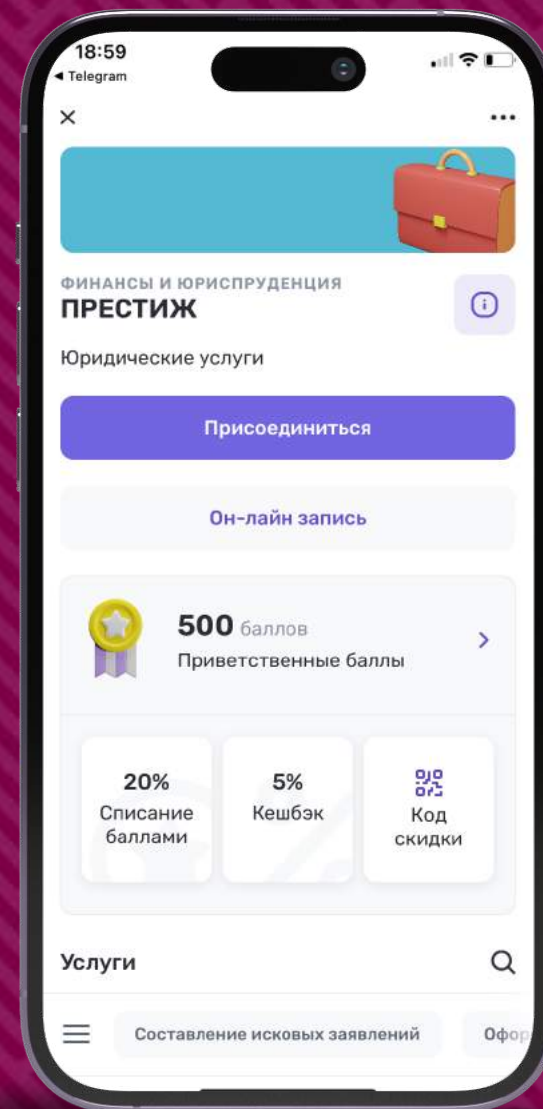 18:59
◀ Telegram
ФИНАНСЫ И ЮРИСПРУДЕНЦИЯ
ПРЕСТИЖ
Юридические услуги
Присоединиться
Он-лайн запись
500 баллов
Приветственные баллы
20%
Списание
баллами
5%
Кешбэк
Код
скидки
Услуги
Составление исковых заявлений
Офор